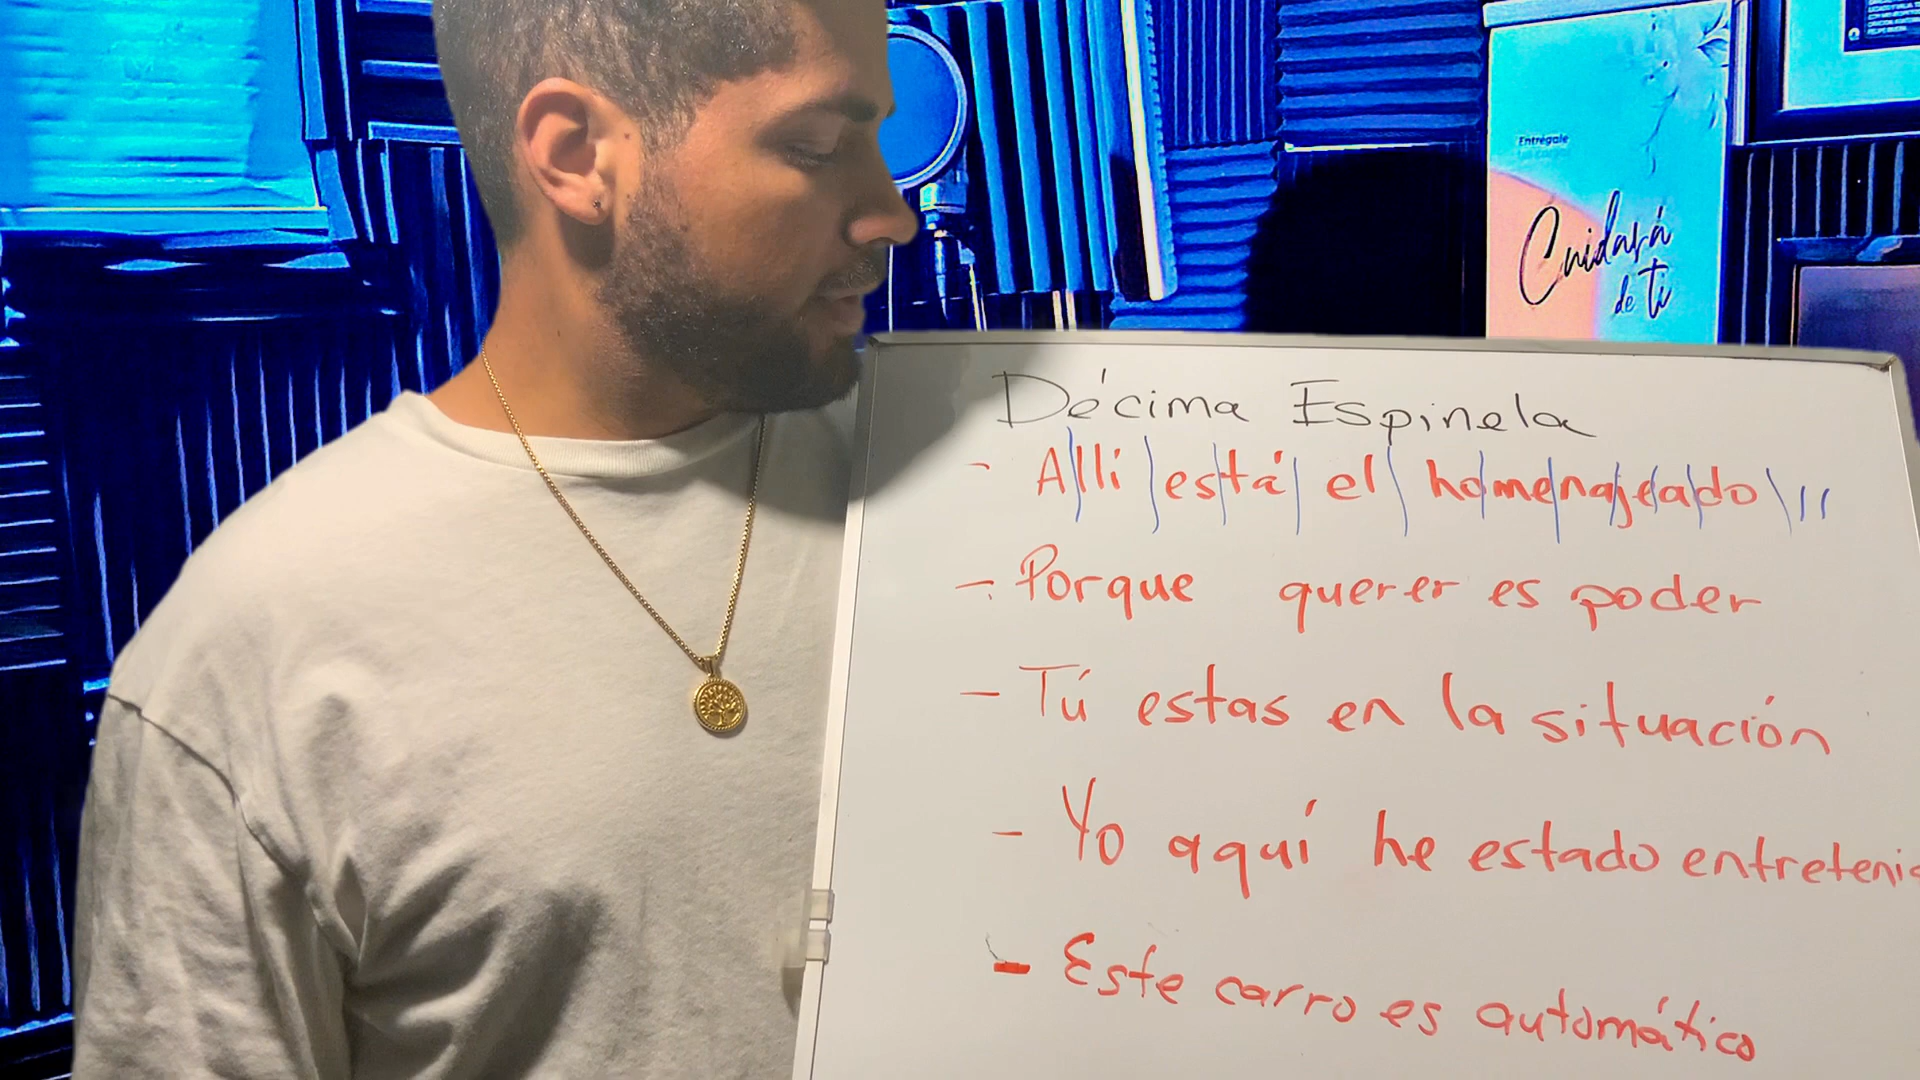 Entrégale
Cuidará
de ti
Décima Espinela
- Allí está el homenajeado //
- Porque querer es poder
- Tú estas en la situación
- Yo aquí he estado
- Este carro es automático